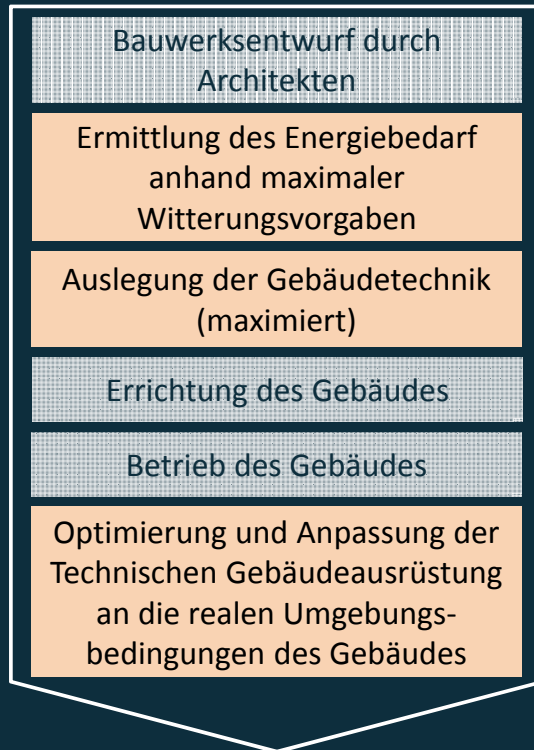 Bauwerksentwurf durch
Architekten
Ermittlung des Energiebedarf
anhand maximaler
Witterungsvorgaben
Auslegung der Gebäudetechnik
(maximiert)
Errichtung des Gebäudes
Betrieb des Gebäudes
Optimierung und Anpassung der
Technischen Gebäudeausrüstung
an die realen Umgebungs-
bedingungen des Gebäudes